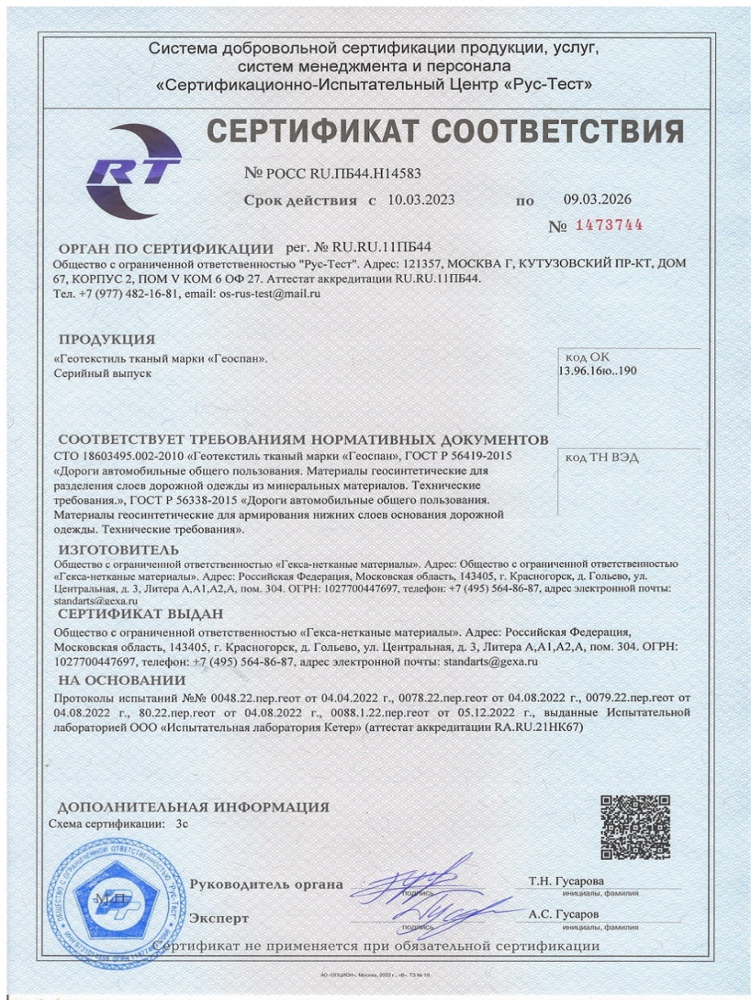 Система добровольной сертификации продукции, услуг,
систем менеджмента и персонала
«Сертификационно-Испытательный Центр «Рус-Тест»
RT
СЕРТИФИКАТ СООТВЕТСТВИЯ
№ РОСС RU.ПБ44.Н14583
Срок действия с 10.03.2023 по 09.03.2026
№ 1473744
ОРГАН ПО СЕРТИФИКАЦИИ рег. № RU.RU.11ПБ44
Общество с ограниченной ответственностью "Рус-Тест". Адрес: 121357, МОСКВА Г, КУТУЗОВСКИЙ ПР-КТ, ДОМ
67, КОРПУС 2, ПОМ V КОМ 6 ОФ 27. Аттестат аккредитации RU.RU.11ПБ44.
Тел. +7 (977) 482-16-81, email: os-rus-test@mail.ru
ПРОДУКЦИЯ
«Геотекстиль тканый марки «Геоспан».
Серийный выпуск
код ОК
13.96.16ю..190
СООТВЕТСТВУЕТ ТРЕБОВАНИЯМ НОРМАТИВНЫХ ДОКУМЕНТОВ
СТО 18603495.002-2010 «Геотекстиль тканый марки «Геоспан», ГОСТ Р 56419-2015
«Дороги автомобильные общего пользования. Материалы геосинтетические для
разделения слоев дорожной одежды из минеральных материалов. Технические
требования.», ГОСТ Р 56338-2015 «Дороги автомобильные общего пользования.
Материалы геосинтетические для армирования нижних слоев основания дорожной
одежды. Технические требования».
код ТН ВЭД
ИЗГОТОВИТЕЛЬ
Общество с ограниченной ответственностью «Гекса-нетканые материалы». Адрес: Общество с ограниченной ответственностью
«Гекса-нетканые материалы». Адрес: Российская Федерация, Московская область, 143405, г. Красногорск, д. Гольево, ул.
Центральная, д. 3, Литера А,А1,А2,А, пом. 304. ОГРН: 1027700447697, телефон: +7 (495) 564-86-87, адрес электронной почты:
standarts@gexa.ru
СЕРТИФИКАТ ВЫДАН
Общество с ограниченной ответственностью «Гекса-нетканые материалы». Адрес: Российская Федерация,
Московская область, 143405, г. Красногорск, д. Гольево, ул. Центральная, д. 3, Литера А,А1,А2,А, пом. 304. ОГРН:
1027700447697, телефон: +7 (495) 564-86-87, адрес электронной почты: standarts@gexa.ru
НА ОСНОВАНИИ
Протоколы испытаний №№ 0048.22.пер.геот от 04.04.2022 г., 0078.22.пер.геот от 04.08.2022 г., 0079.22.пер.геот от
04.08.2022 г., 80.22.пер.геот от 04.08.2022 г., 0088.1.22.пер.геот от 05.12.2022 г., выданные Испытательной
лабораторией ООО «Испытательная лаборатория Кетер» (аттестат аккредитации RA.RU.21НК67)
ДОПОЛНИТЕЛЬНАЯ ИНФОРМАЦИЯ
Схема сертификации: 3с
ОБЩЕСТВО С ОГРАНИЧЕННОЙ ОТВЕТСТВЕННОСТЬЮ "Рус-Тест"
М.П.
Руководитель органа
подпись
Т.Н. Гусарова
инициалы, фамилия
Эксперт
подпись
А.С. Гусаров
инициалы, фамилия
Сертификат не применяется при обязательной сертификации
АО «ОПЦИОН», Москва, 2022 г., «В». ТЗ № 19.